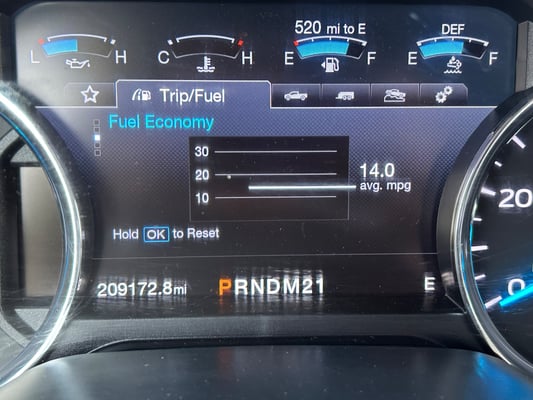 520 mi to E
DEF
L H
C H
E F
E F
Trip/Fuel
Fuel Economy
30
20
10
14.0
avg. mpg
Hold OK to Reset
209172.8mi
PRNDM21
E
20
0